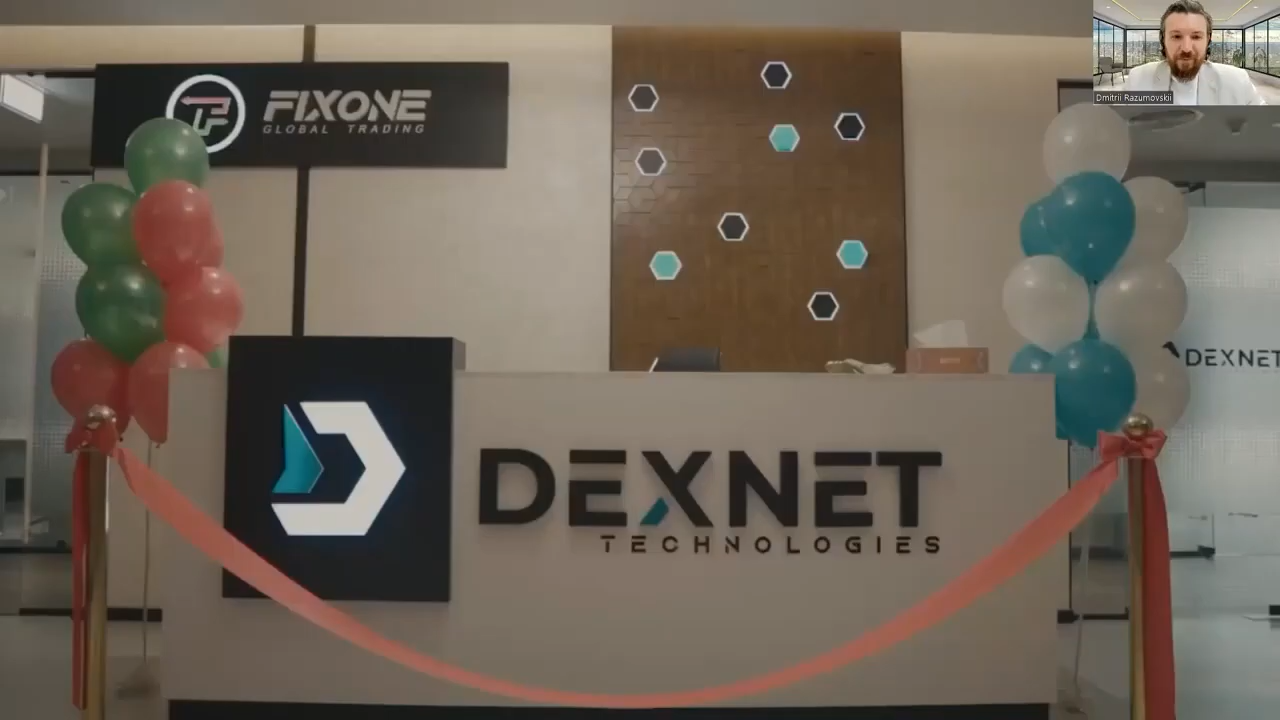 FIXONE
GLOBAL TRADING
Dmitrii Razumovskii
DEXNET
DEXNET
TECHNOLOGIES